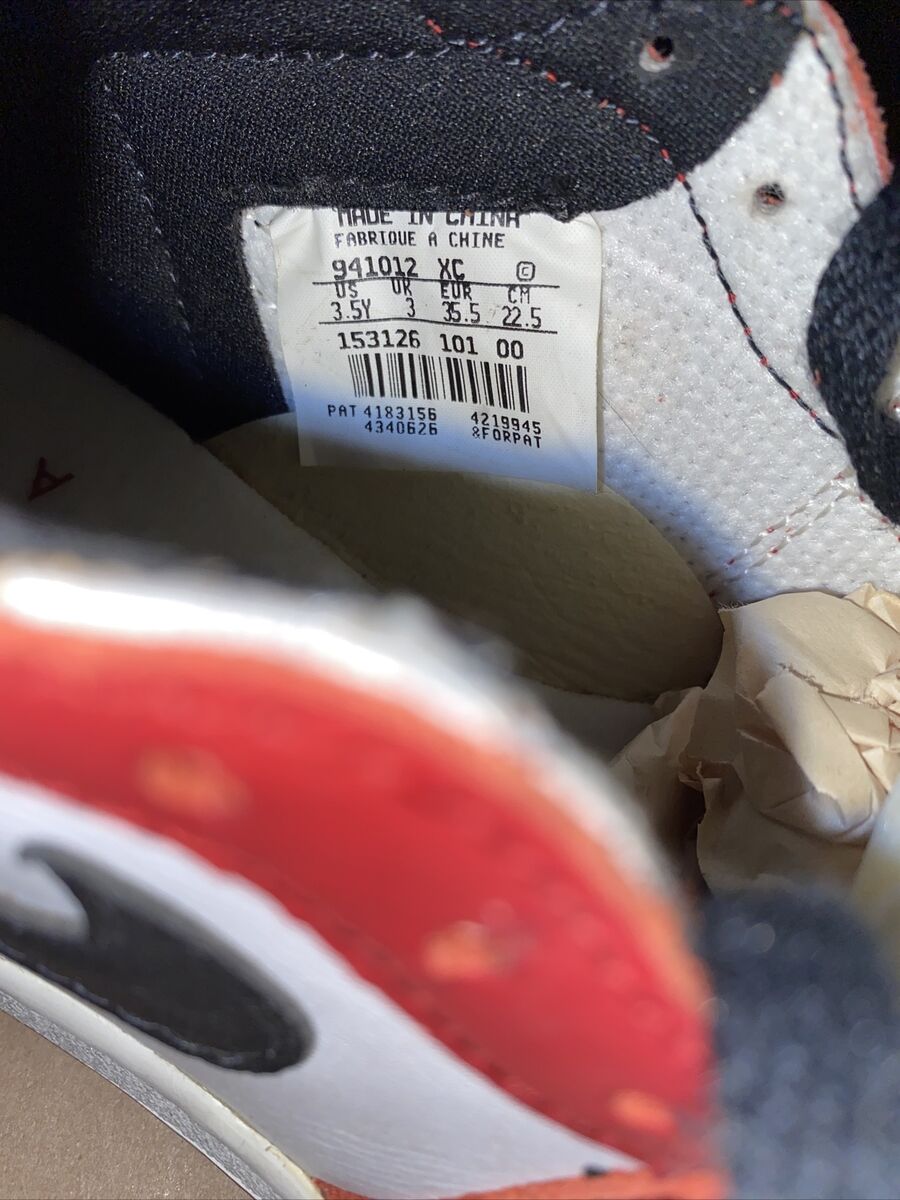 MADE IN CHINA
FABRIQUE A CHINE
941012 XC ©
US UK EUR CM
3.5Y 3 35.5 22.5
153126 101 00
PAT 4183156 4219945
4340626 &FORPAT
A